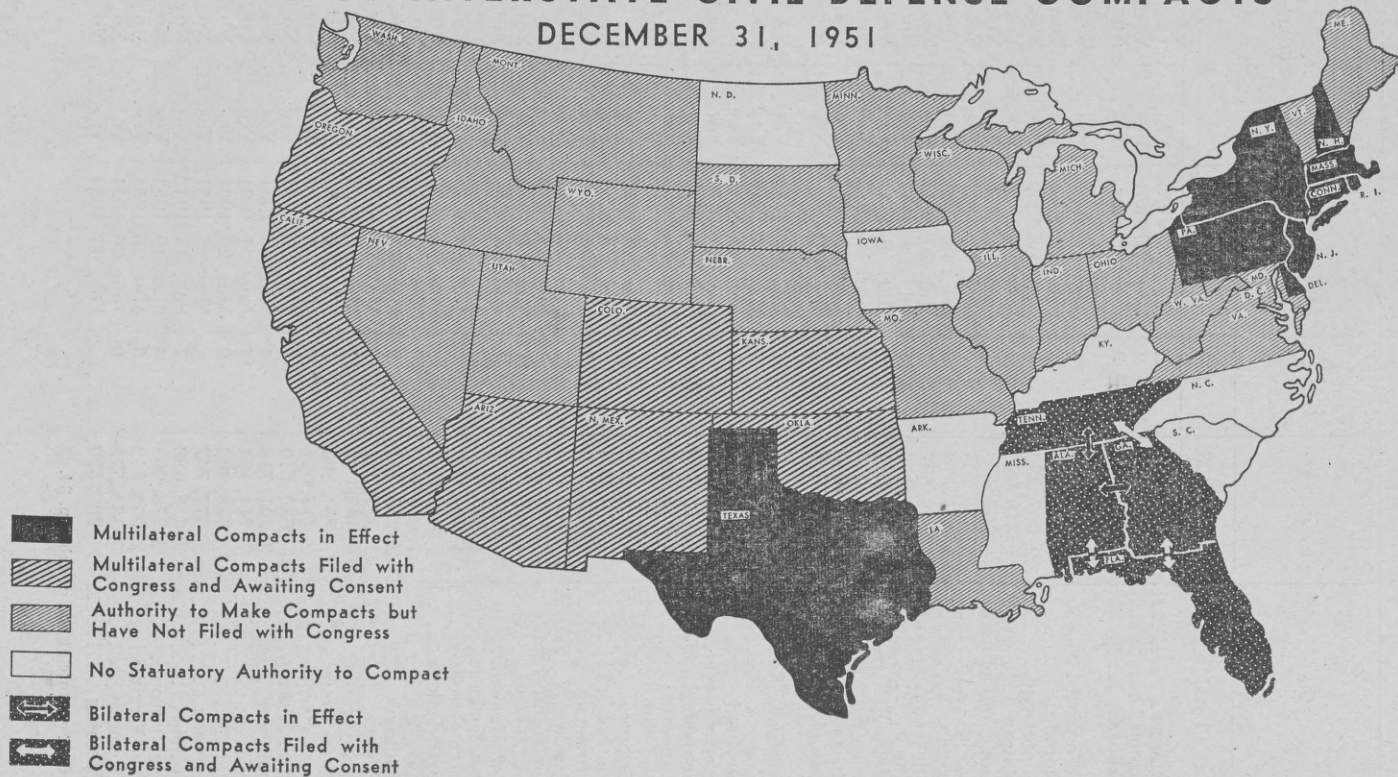 INTERSTATE CIVIL DEFENSE COMPACTS
DECEMBER 31, 1951
WASH.
MONT.
N. D.
MINN.
ME.
OREGON
IDAHO
WYO.
S. D.
WISC.
MICH.
N. Y.
VT.
MASS.
CONN.
R. I.
CALIF.
NEV.
UTAH
NEBR.
IOWA
ILL.
IND.
OHIO
PA.
N. J.
MD.
DEL.
D. C.
W. VA.
VA.
COLO.
KANS.
MO.
KY.
N. C.
ARIZ.
N. MEX.
OKLA.
ARK.
TENN.
S. C.
MISS.
ALA.
GA.
TEXAS
LA.
FLA.
Multilateral Compacts in Effect
Multilateral Compacts Filed with
Congress and Awaiting Consent
Authority to Make Compacts but
Have Not Filed with Congress
No Statuatory Authority to Compact
Bilateral Compacts in Effect
Bilateral Compacts Filed with
Congress and Awaiting Consent